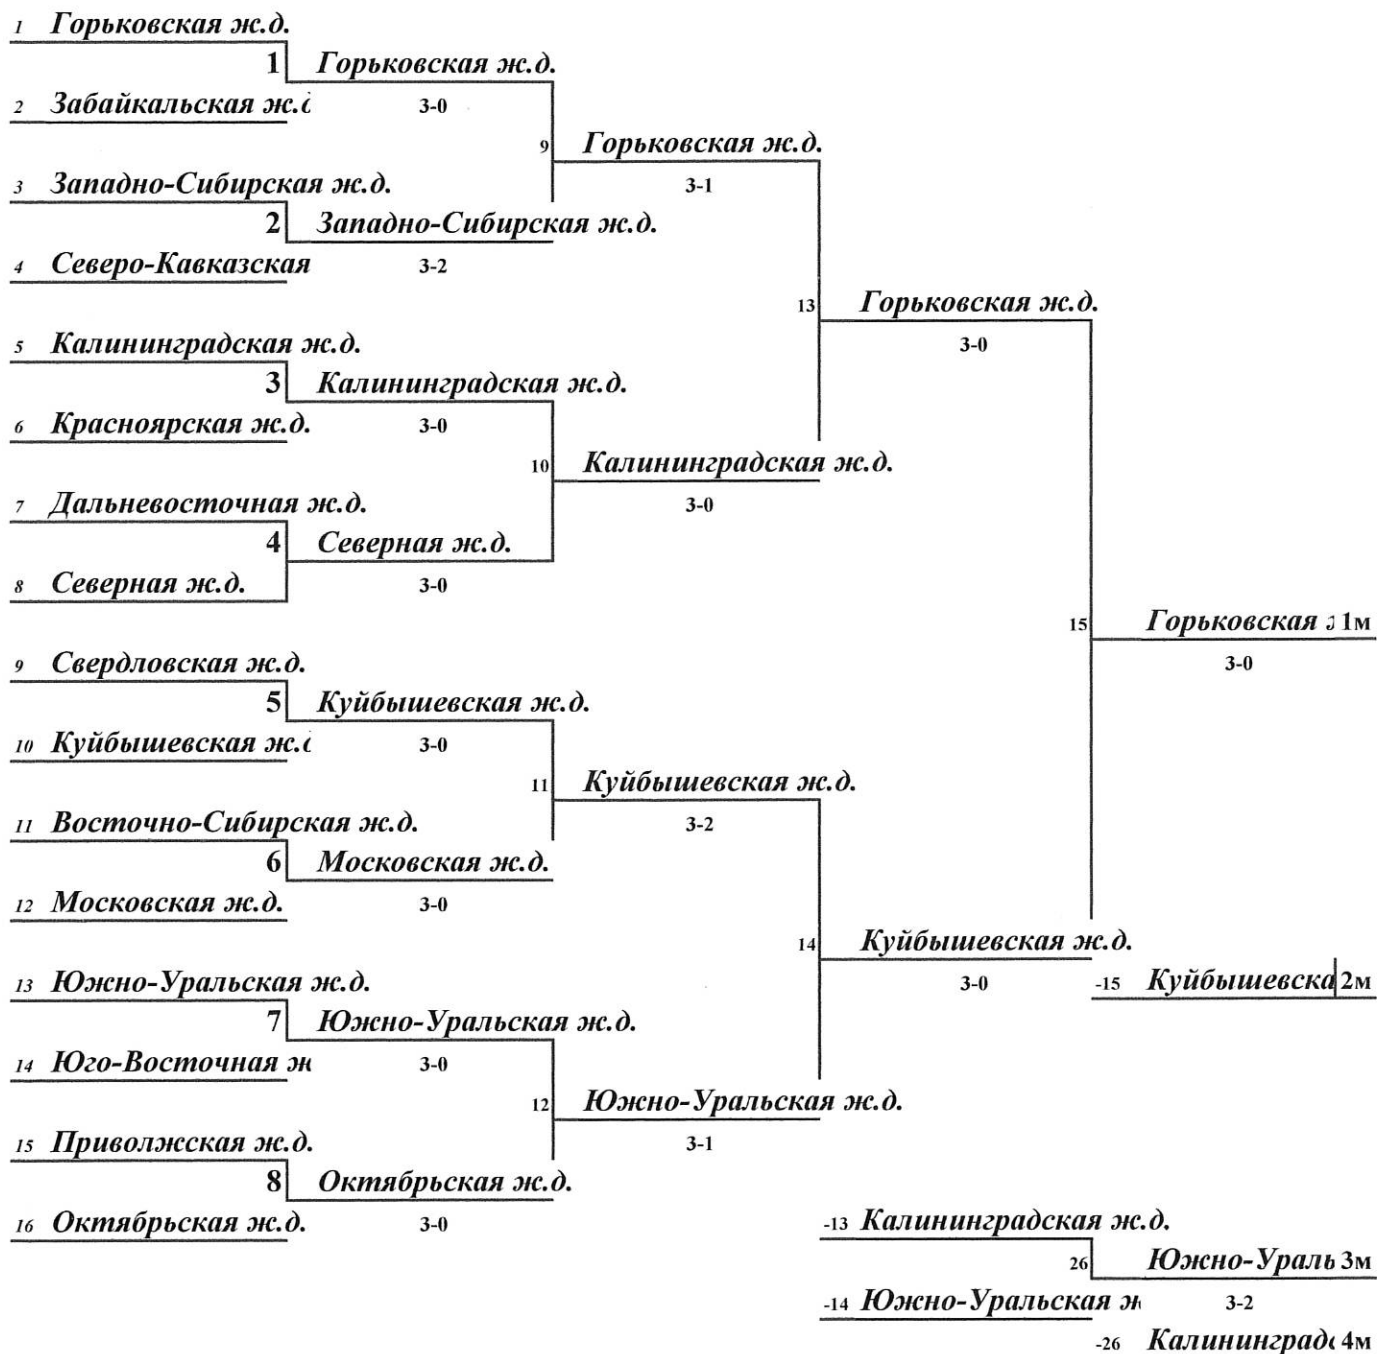 1 Горьковская ж.д.
1 Горьковская ж.д.
2 Забайкальская ж.д
3-0
9 Горьковская ж.д.
3 Западно-Сибирская ж.д.
3-1
2 Западно-Сибирская ж.д.
4 Северо-Кавказская
3-2
13 Горьковская ж.д.
5 Калининградская ж.д.
3-0
3 Калининградская ж.д.
6 Красноярская ж.д.
3-0
10 Калининградская ж.д.
7 Дальневосточная ж.д.
3-0
4 Северная ж.д.
8 Северная ж.д.
3-0
15 Горьковская 1м
9 Свердловская ж.д.
3-0
5 Куйбышевская ж.д.
10 Куйбышевская ж.д
3-0
11 Куйбышевская ж.д.
11 Восточно-Сибирская ж.д.
3-2
6 Московская ж.д.
12 Московская ж.д.
3-0
14 Куйбышевская ж.д.
13 Южно-Уральская ж.д.
3-0
-15 Куйбышевска 2м
7 Южно-Уральская ж.д.
14 Юго-Восточная ж
3-0
12 Южно-Уральская ж.д.
15 Приволжская ж.д.
3-1
8 Октябрьская ж.д.
16 Октябрьская ж.д.
3-0
-13 Калининградская ж.д.
26 Южно-Ураль 3м
-14 Южно-Уральская ж
3-2
-26 Калининград 4м